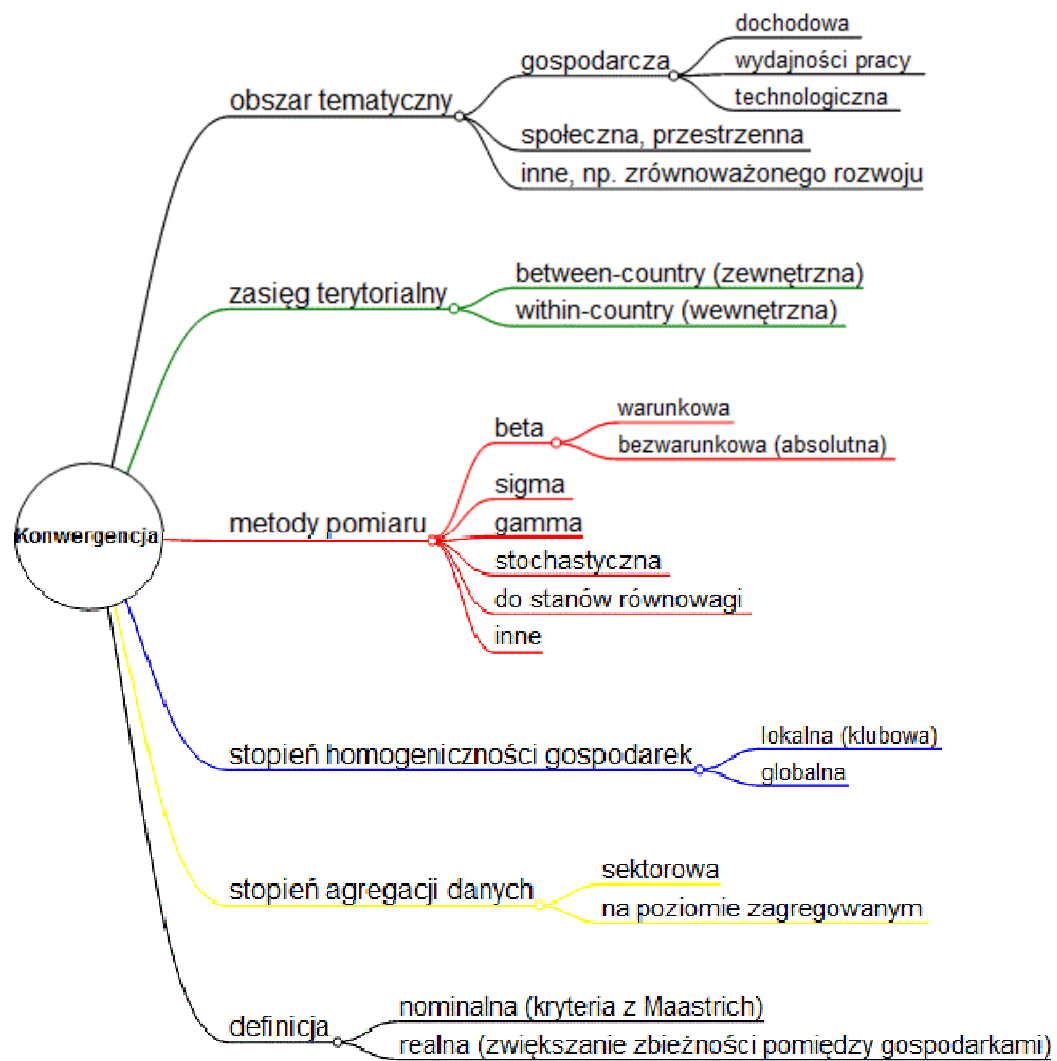 Konwergencja
obszar tematyczny
gospodarcza
dochodowa
wydajności pracy
technologiczna
społeczna, przestrzenna
inne, np. zrównoważonego rozwoju
zasięg terytorialny
between-country (zewnętrzna)
within-country (wewnętrzna)
metody pomiaru
beta
warunkowa
bezwarunkowa (absolutna)
sigma
gamma
stochastyczna
do stanów równowagi
inne
stopień homogeniczności gospodarek
lokalna (klubowa)
globalna
stopień agregacji danych
sektorowa
na poziomie zagregowanym
definicja
nominalna (kryteria z Maastrich)
realna (zwiększanie zbieżności pomiędzy gospodarkami)